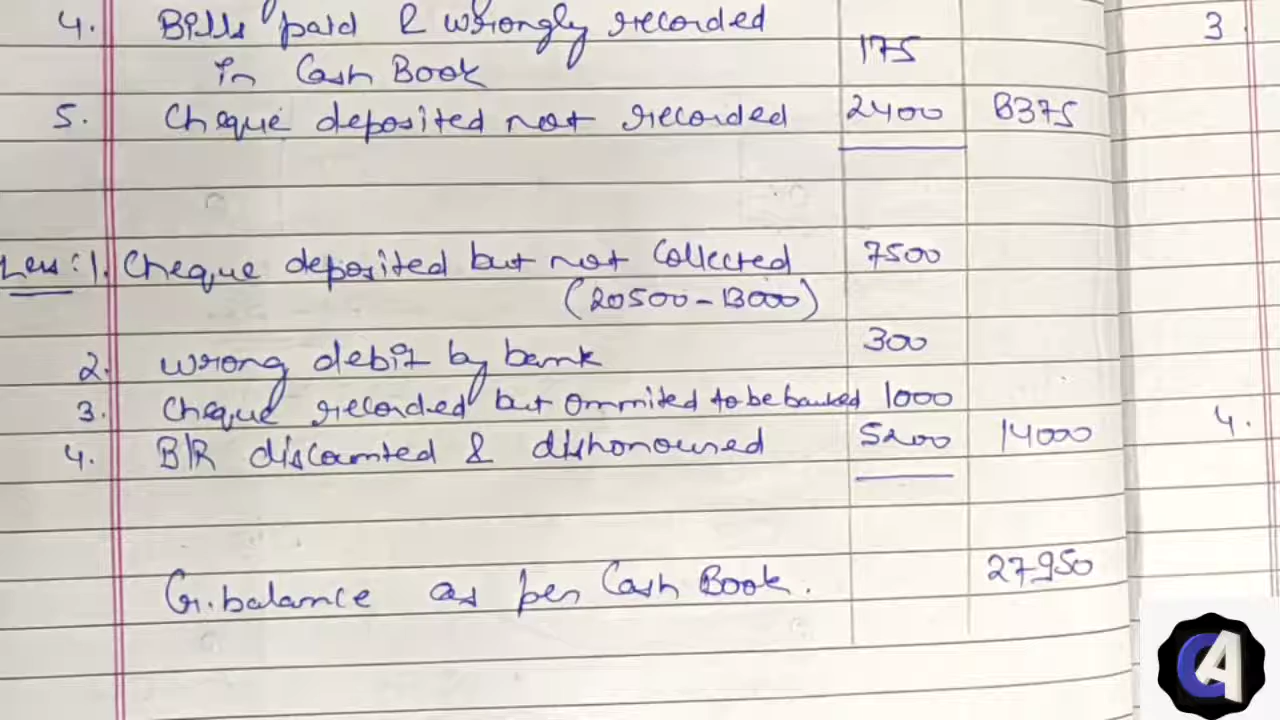 4. Bills paid & wrongly recorded 3.
in Cash Book 175
5. Cheque deposited not recorded 2400 13375
Less: 1. Cheque deposited but not Collected 7500
(20500-13000)
2. wrong debit by bank 300
3. Cheque recorded but ommited to be banked 1000 4.
4. B/R discounted & dishonoured 5200 14000
Cr. balance as per Cash Book. 27950
CA